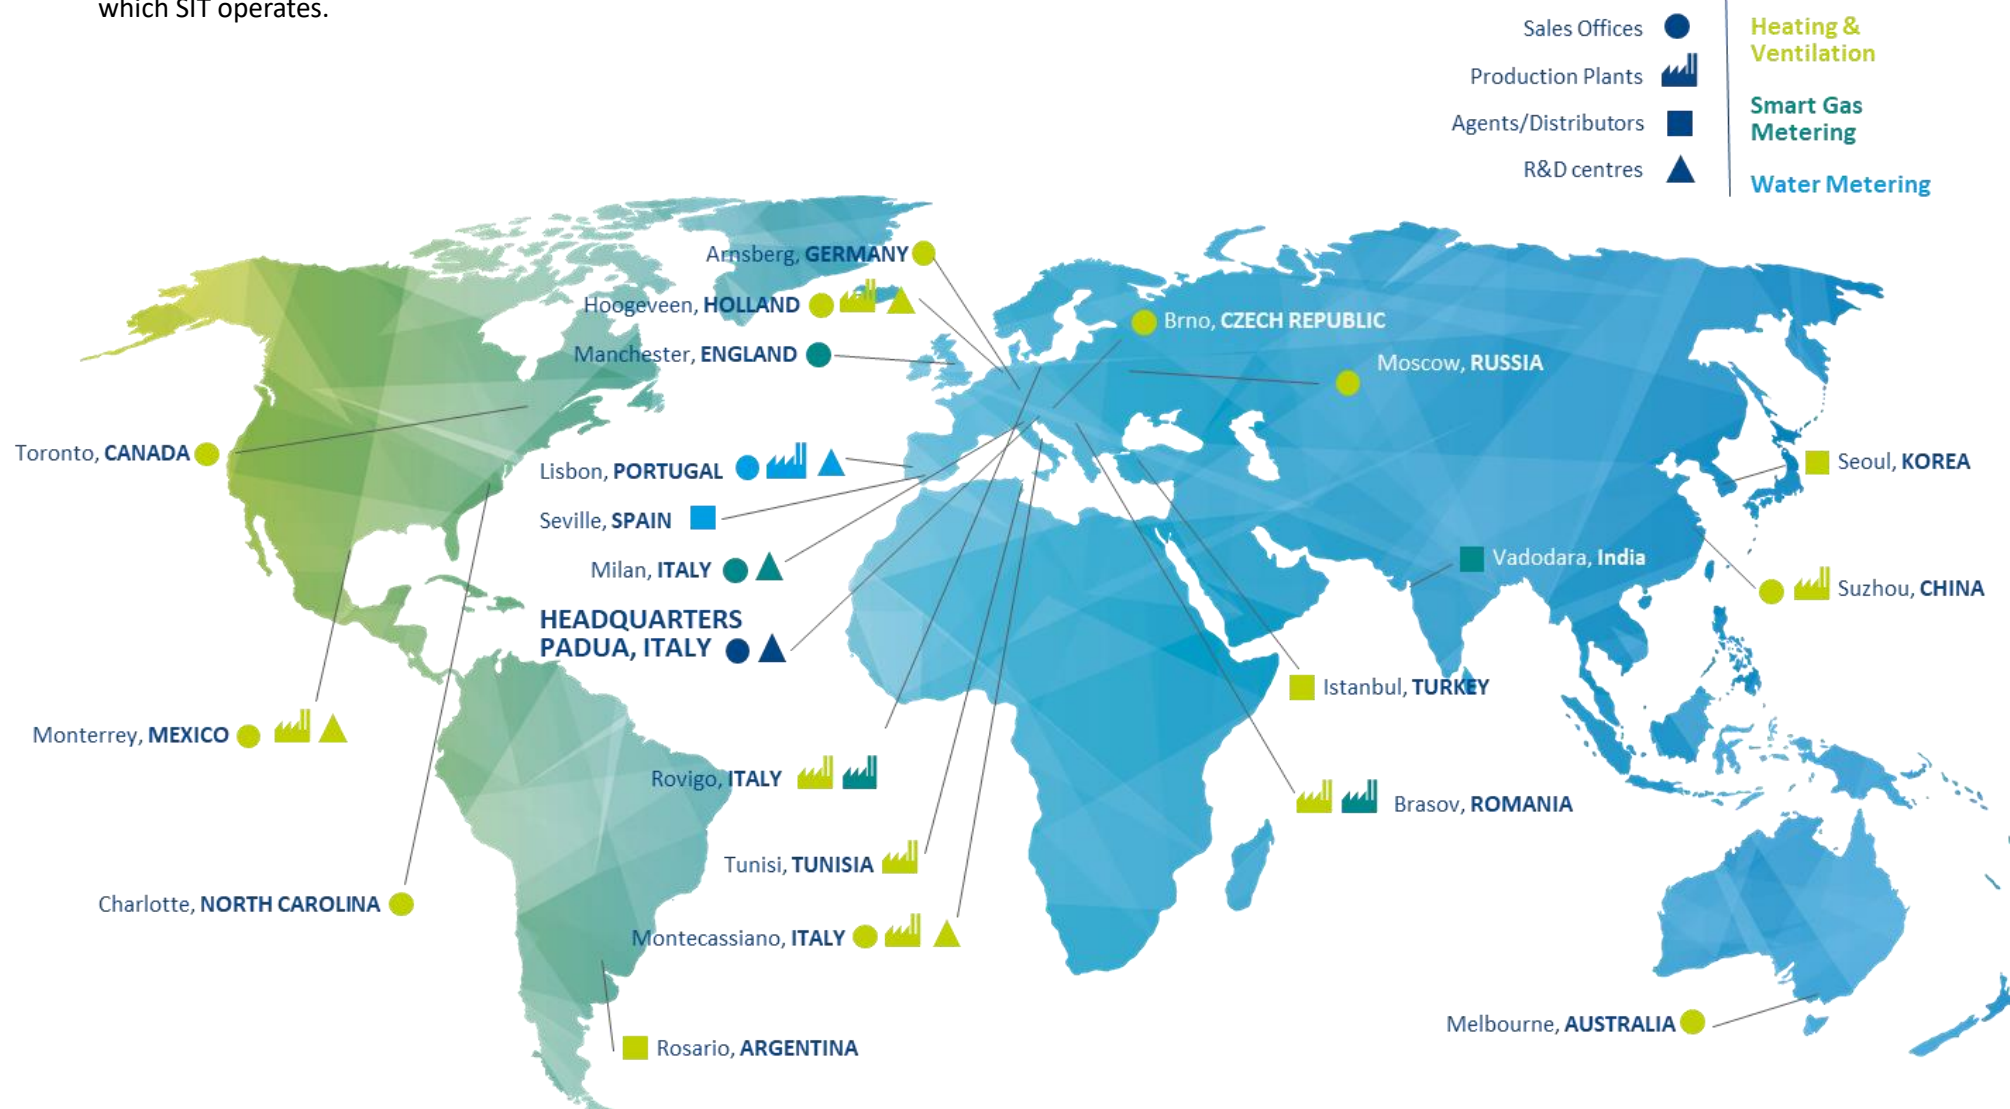 which SIT operates.
Sales Offices
Production Plants
Agents/Distributors
R&D centres
Heating &
Ventilation
Smart Gas
Metering
Water Metering
Arnsberg, GERMANY
Hoogeveen, HOLLAND
Manchester, ENGLAND
Brno, CZECH REPUBLIC
Moscow, RUSSIA
Toronto, CANADA
Lisbon, PORTUGAL
Seville, SPAIN
Milan, ITALY
HEADQUARTERS
PADUA, ITALY
Seoul, KOREA
Vadodara, India
Suzhou, CHINA
Istanbul, TURKEY
Monterrey, MEXICO
Rovigo, ITALY
Brasov, ROMANIA
Tunisi, TUNISIA
Charlotte, NORTH CAROLINA
Montecassiano, ITALY
Melbourne, AUSTRALIA
Rosario, ARGENTINA